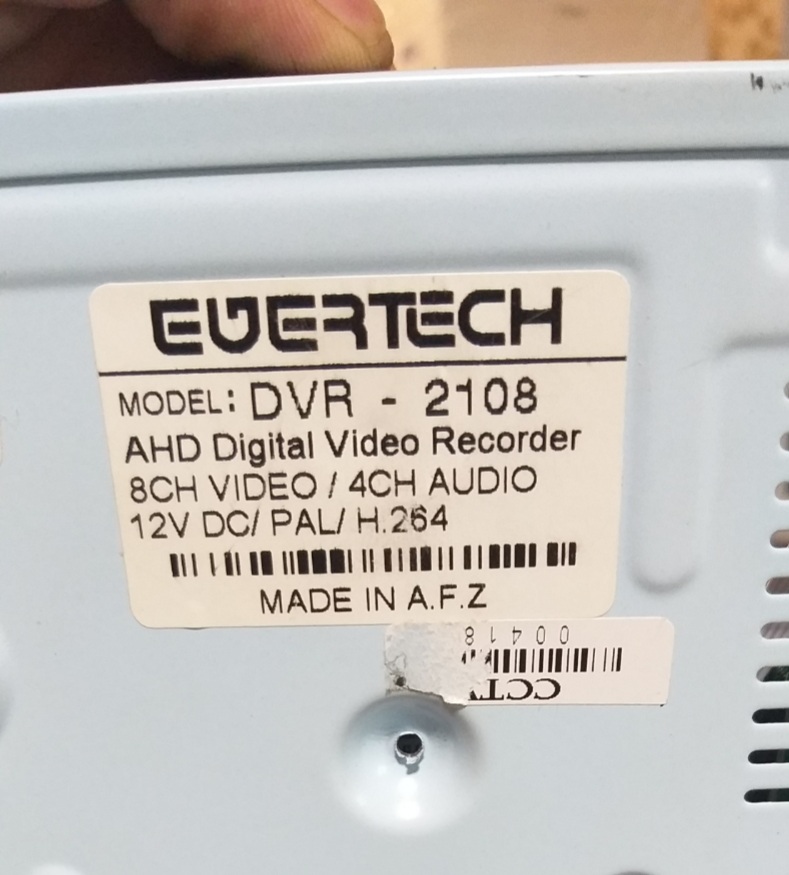 EVERTECH
MODEL: DVR - 2108
AHD Digital Video Recorder
8CH VIDEO / 4CH AUDIO
12V DC/ PAL/ H.264
MADE IN A.F.Z
CCTV
00418